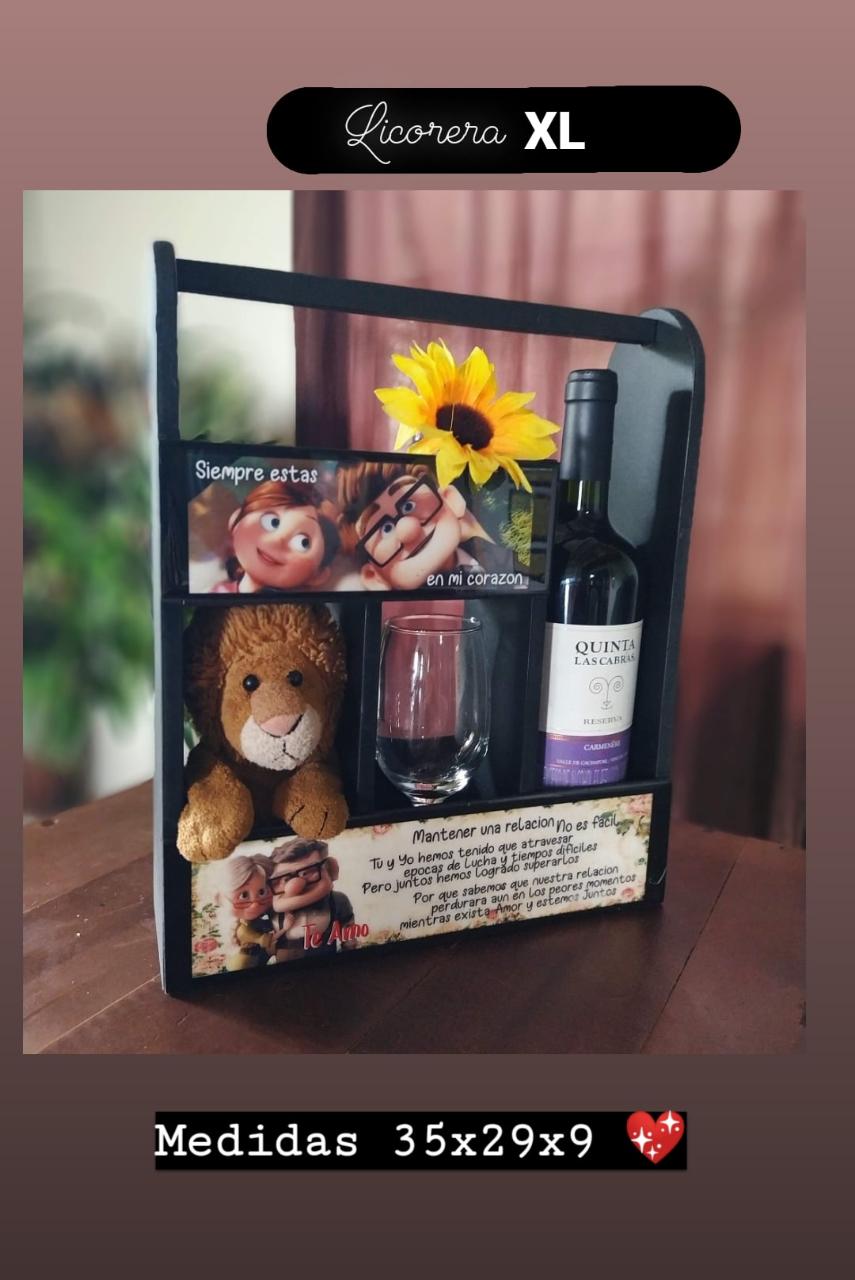 Licorera XL
Siempre estas
en mi corazon
QUINTA
LAS CABRAS
RESERVA
CARMENÈRE
Mantener una relacion No es facil
Tu y Yo hemos tenido que atravesar
epocas de lucha y tiempos dificiles
Pero juntos hemos logrado superarlos
Por que sabemos que nuestra relacion
perdurara aun en los peores momentos
mientras exista Amor y estemos Juntos
Te Amo
Medidas 35x29x9 💖